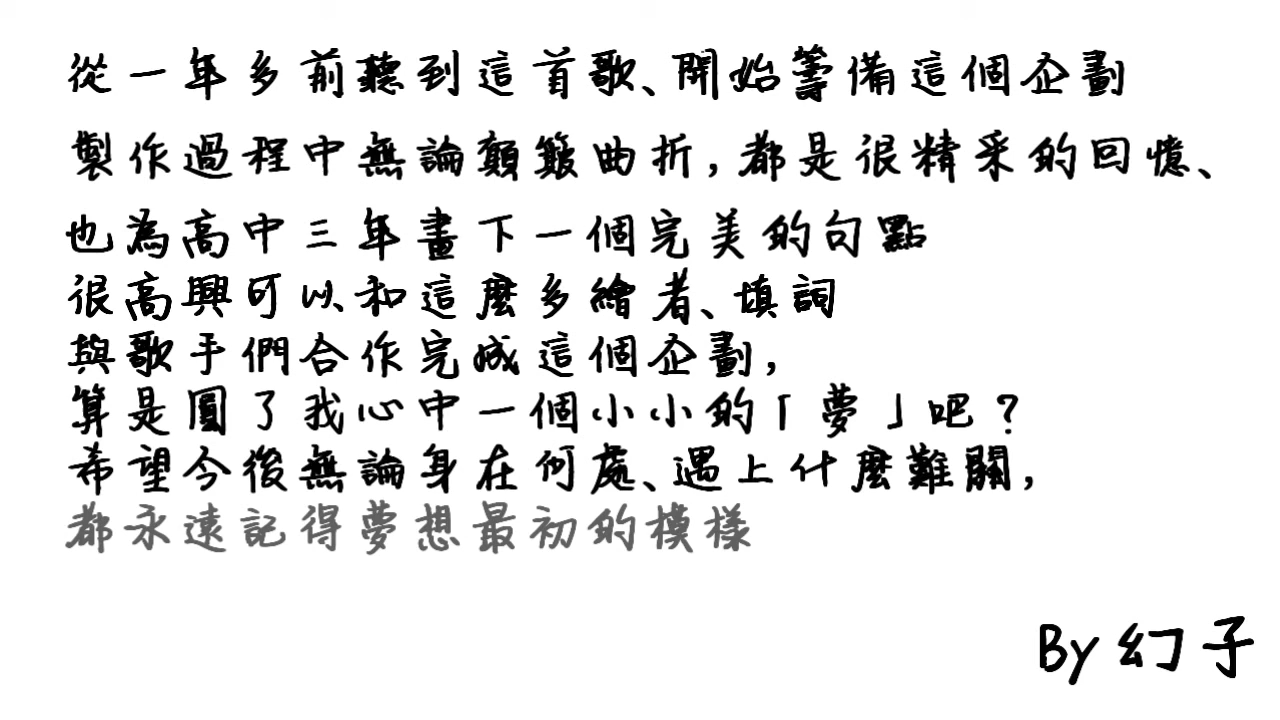 從一年多前聽到這首歌、開始籌備這個企劃
製作過程中無論顛簸曲折,都是很精采的回憶、
也為高中三年畫下一個完美的句點
很高興可以和這麼多繪者、填詞
與歌手們合作完成這個企劃,
算是圓了我心中一個小小的「夢」吧?
希望今後無論身在何處、遇上什麼難關,
都永遠記得夢想最初的模樣
By 幻子